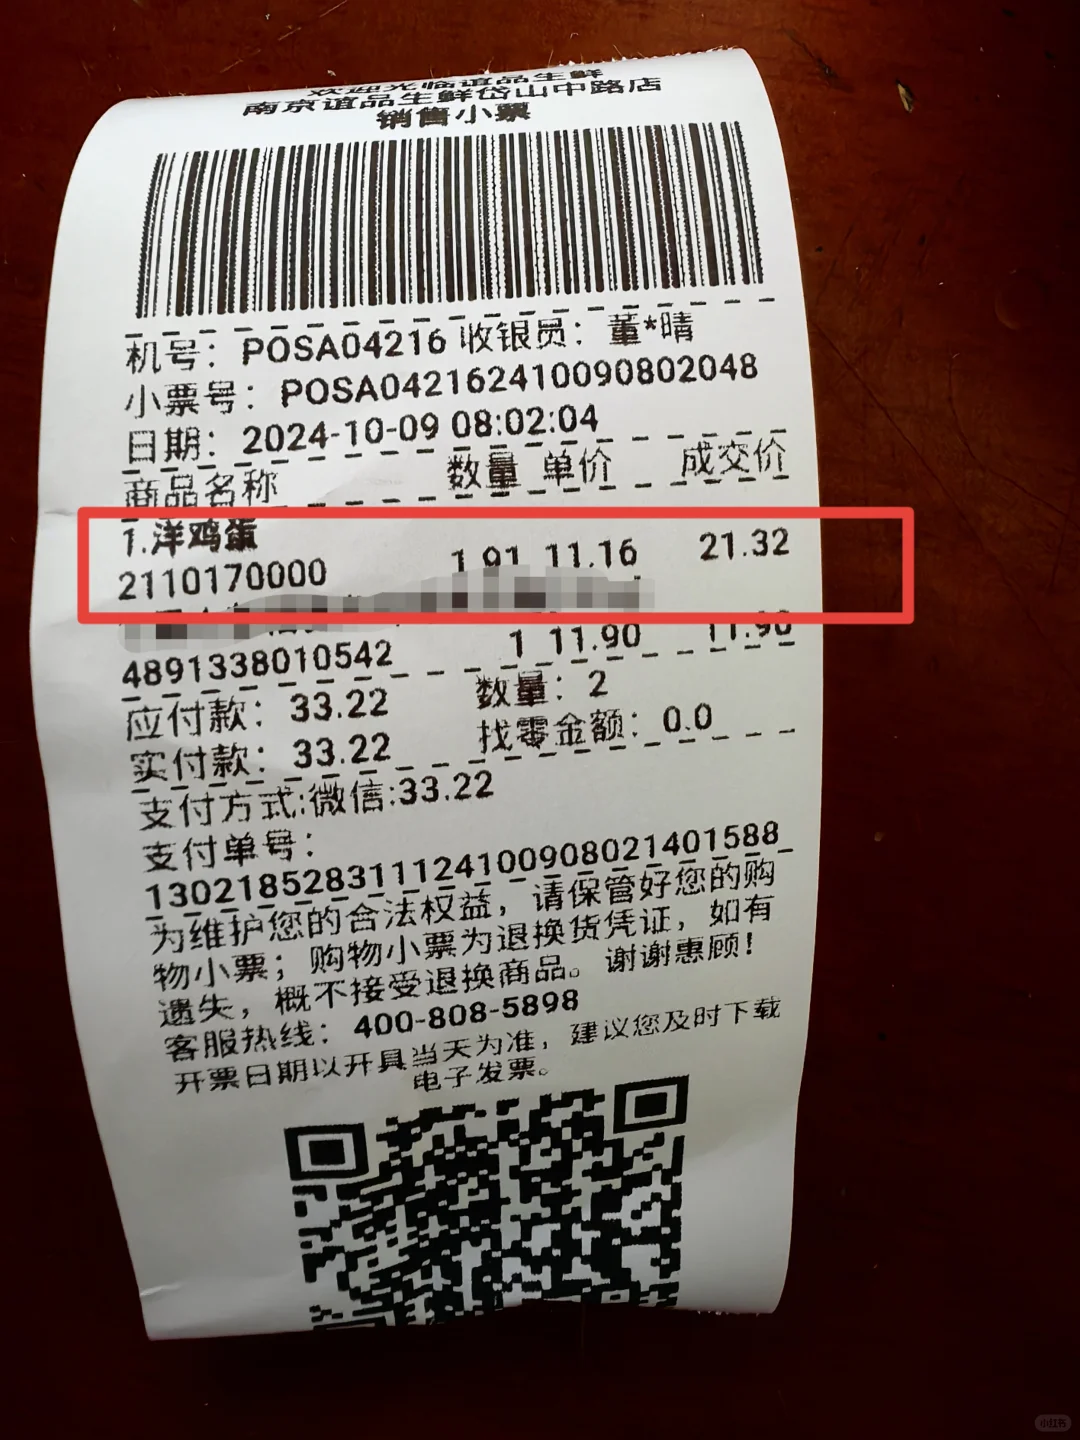 欢迎光临谊品生鲜
南京谊品生鲜岱山中路店
销售小票
机号：POSA04216 收银员：董*晴
小票号：POSA042162410090802048
日期：2024-10-09 08:02:04
商品名称 数量 单价 成交价
1.洋鸡蛋
2110170000 1.91 11.16 21.32
4891338010542 1 11.90 11.90
应付款：33.22 数量：2
实付款：33.22 找零金额：0.0
支付方式:微信:33.22
支付单号：
130218528311124100908021401588
为维护您的合法权益，请保管好您的购
物小票；购物小票为退换货凭证，如有
遗失，概不接受退换商品。谢谢惠顾！
客服热线：400-808-5898
开票日期以开具当天为准，建议您及时下载
电子发票。
小红书